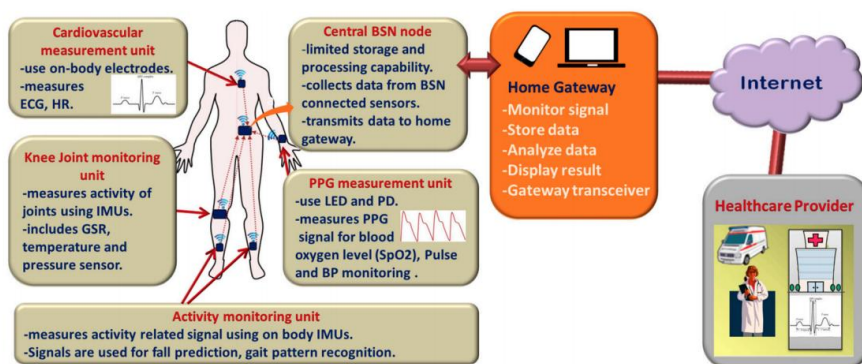 Cardiovascular
measurement unit
-use on-body electrodes.
-measures
ECG, HR.
Central BSN node
-limited storage and
processing capability.
-collects data from BSN
connected sensors.
-transmits data to home
gateway.
Home Gateway
-Monitor signal
-Store data
-Analyze data
-Display result
-Gateway transceiver
Internet
Knee Joint monitoring
unit
-measures activity of
joints using IMUs.
-includes GSR,
temperature and
pressure sensor.
PPG measurement unit
-use LED and PD.
-measures PPG
signal for blood
oxygen level (SpO2), Pulse
and BP monitoring .
Healthcare Provider
Activity monitoring unit
-measures activity related signal using on body IMUs.
-Signals are used for fall prediction, gait pattern recognition.